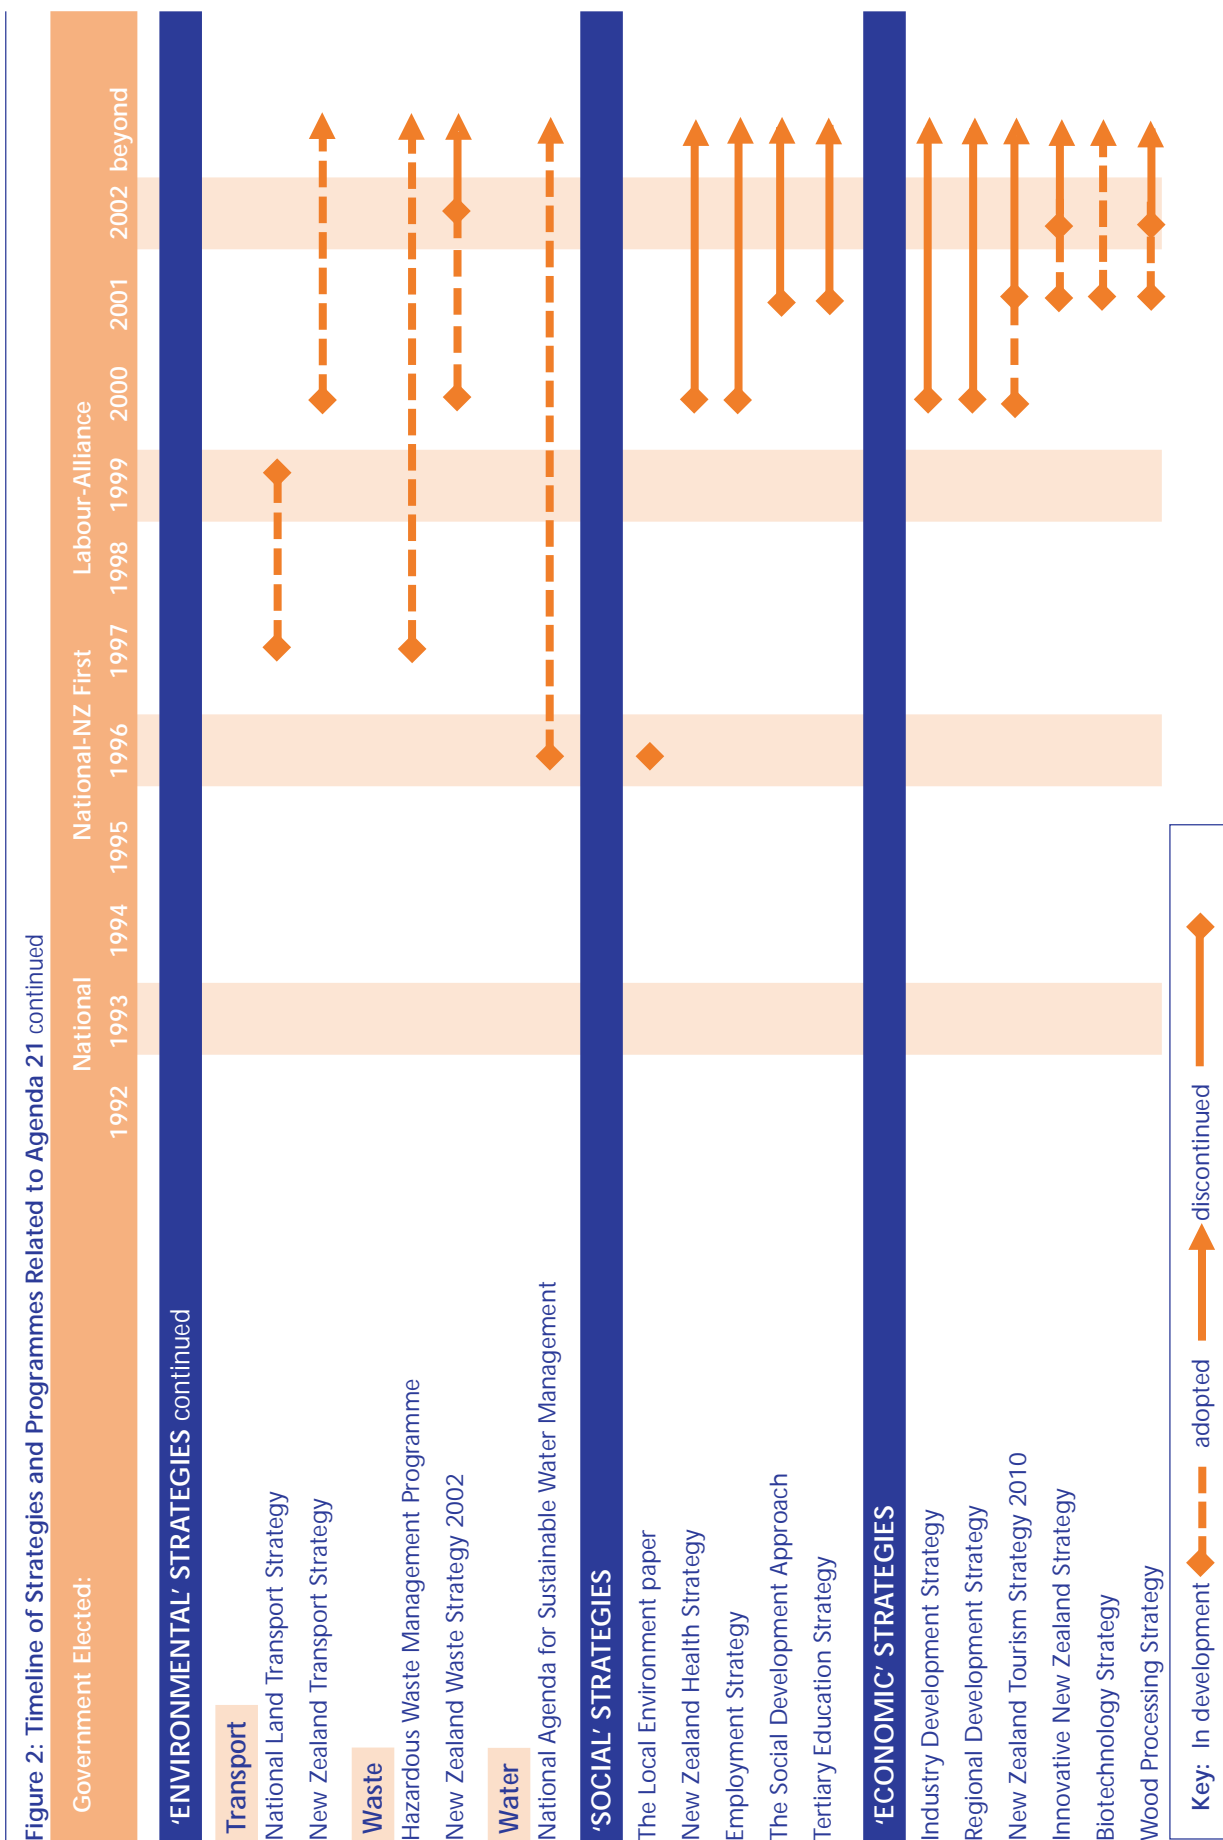 Figure 2: Timeline of Strategies and Programmes Related to Agenda 21 continued
Government Elected: National National-NZ First Labour-Alliance
1992 1993 1994 1995 1996 1997 1998 1999 2000 2001 2002 beyond
'ENVIRONMENTAL' STRATEGIES continued
Transport
National Land Transport Strategy
New Zealand Transport Strategy
Waste
Hazardous Waste Management Programme
New Zealand Waste Strategy 2002
Water
National Agenda for Sustainable Water Management
'SOCIAL' STRATEGIES
The Local Environment paper
New Zealand Health Strategy
Employment Strategy
The Social Development Approach
Tertiary Education Strategy
'ECONOMIC' STRATEGIES
Industry Development Strategy
Regional Development Strategy
New Zealand Tourism Strategy 2010
Innovative New Zealand Strategy
Biotechnology Strategy
Wood Processing Strategy
Key: In development adopted discontinued